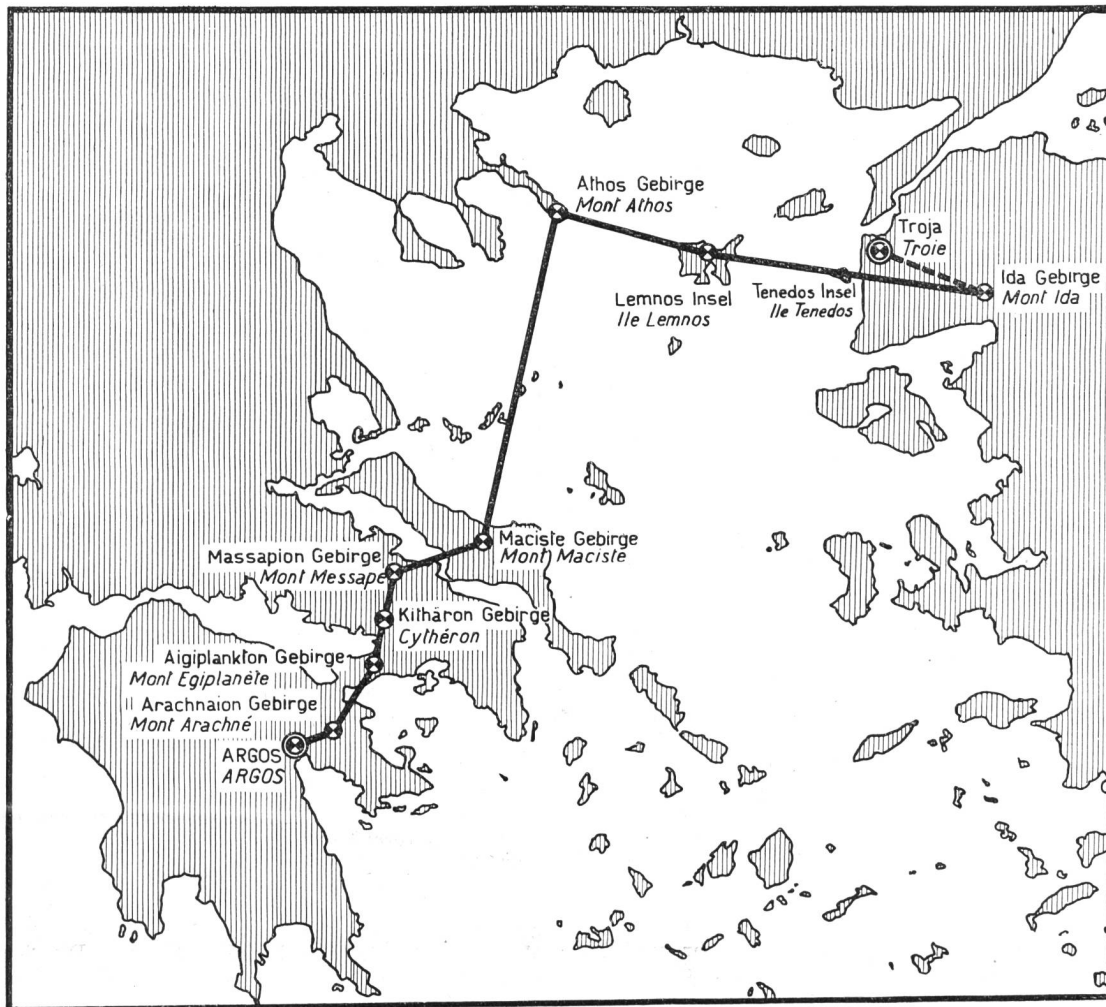 Athos Gebirge
Mont Athos
Troja
Troie
Ida Gebirge
Mont Ida
Lemnos Insel
Ile Lemnos
Tenedos Insel
Ile Tenedos
Maciste Gebirge
Mont Maciste
Massapion Gebirge
Mont Messape
Kithäron Gebirge
Cythéron
Aigiplankton Gebirge
Mont Egiplanète
Arachnaion Gebirge
Mont Arachné
ARGOS
ARGOS